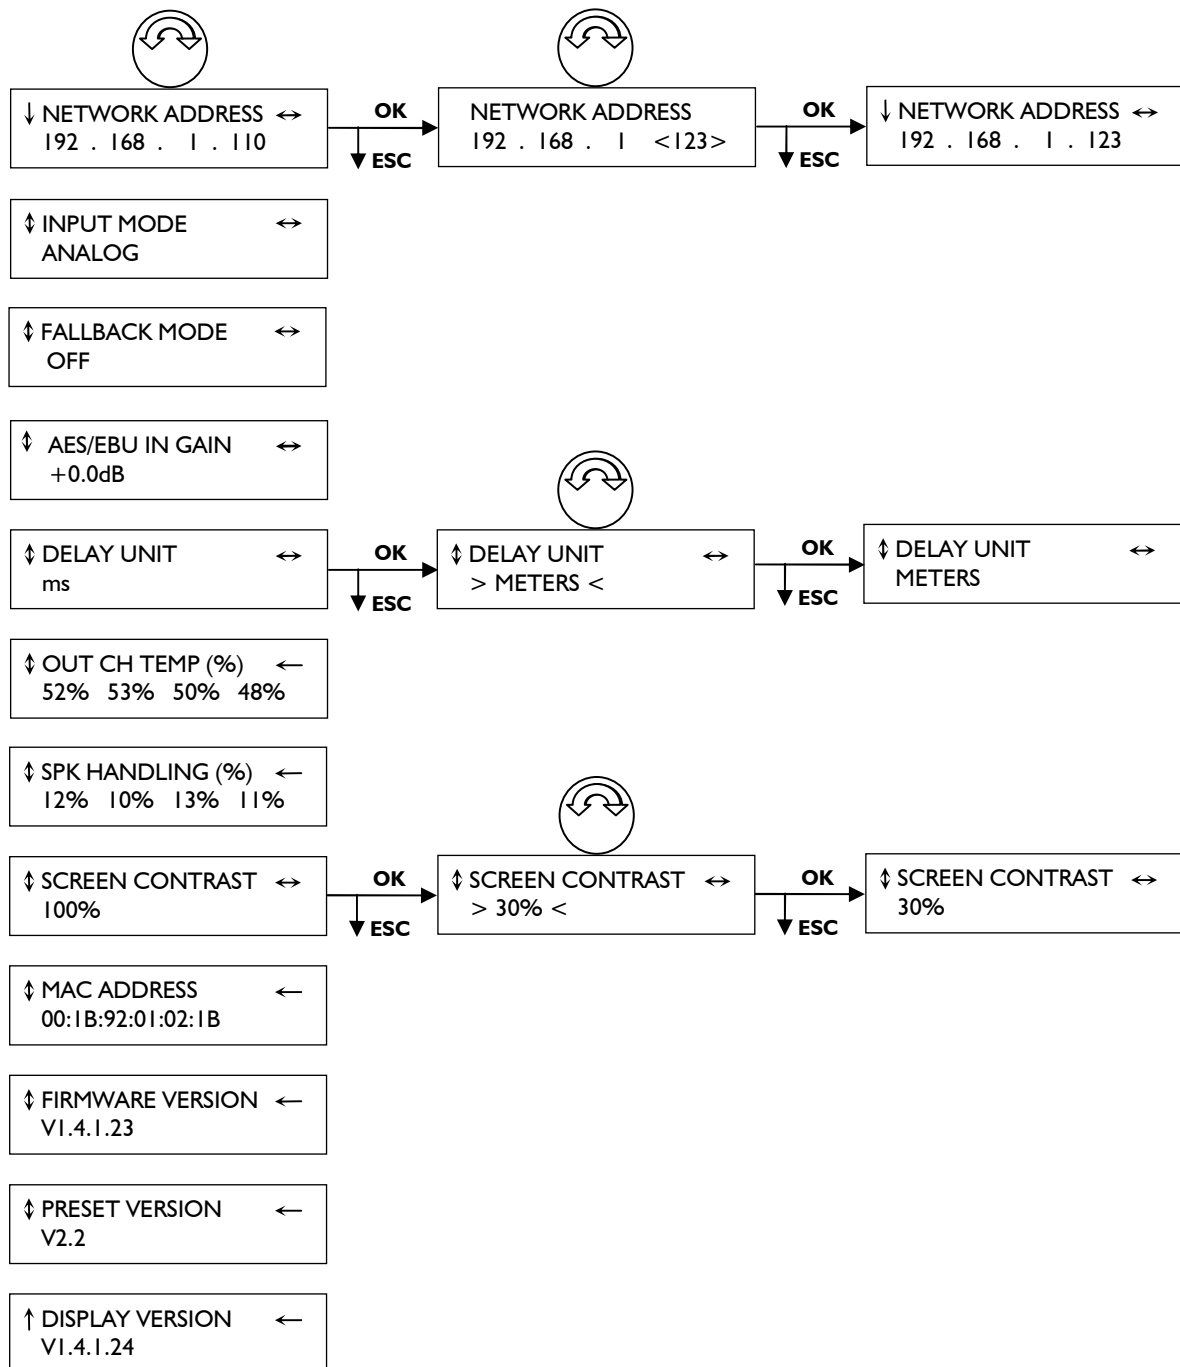 ↓ NETWORK ADDRESS ↔
192 . 168 . 1 . 110
OK
ESC
NETWORK ADDRESS
192 . 168 . 1 <123>
OK
ESC
↓ NETWORK ADDRESS ↔
192 . 168 . 1 . 123
↕ INPUT MODE ↔
ANALOG
↕ FALLBACK MODE ↔
OFF
↕ AES/EBU IN GAIN ↔
+0.0dB
↕ DELAY UNIT ↔
ms
OK
ESC
↕ DELAY UNIT ↔
> METERS <
OK
ESC
↕ DELAY UNIT ↔
METERS
↕ OUT CH TEMP (%) ←
52% 53% 50% 48%
↕ SPK HANDLING (%) ←
12% 10% 13% 11%
↕ SCREEN CONTRAST ↔
100%
OK
ESC
↕ SCREEN CONTRAST ↔
> 30% <
OK
ESC
↕ SCREEN CONTRAST ↔
30%
↕ MAC ADDRESS ←
00:1B:92:01:02:1B
↕ FIRMWARE VERSION ←
V1.4.1.23
↕ PRESET VERSION ←
V2.2
↑ DISPLAY VERSION ←
V1.4.1.24